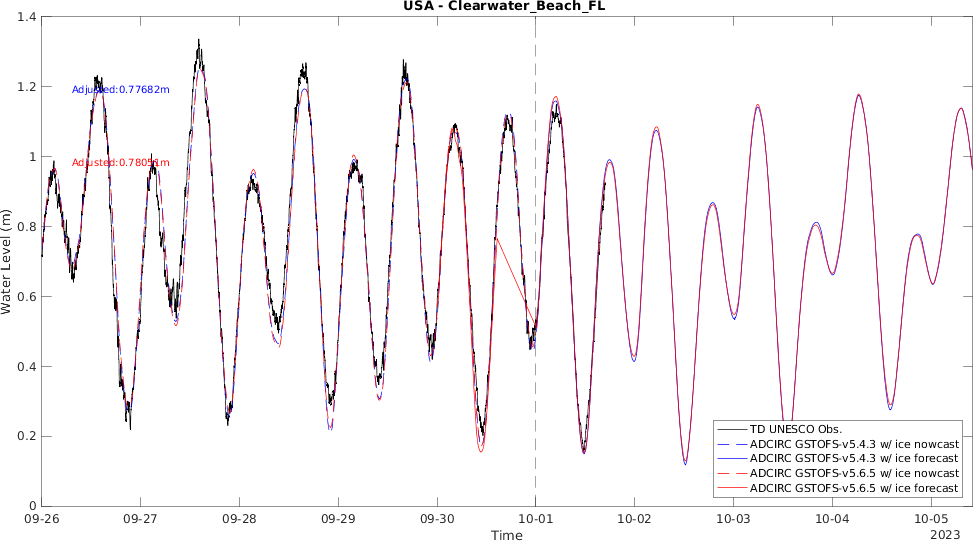 USA - Clearwater_Beach_FL
1.4
1.2
1
0.8
0.6
0.4
0.2
0
Water Level (m)
Adjusted:0.77682m
TD UNESCO Obs.
ADCIRC GSTOFS-v5.4.3 w/ ice nowcast
ADCIRC GSTOFS-v5.4.3 w/ ice forecast
ADCIRC GSTOFS-v5.6.5 w/ ice nowcast
ADCIRC GSTOFS-v5.6.5 w/ ice forecast
09-26 09-27 09-28 09-29 09-30 10-01 10-02 10-03 10-04 10-05
Time
2023